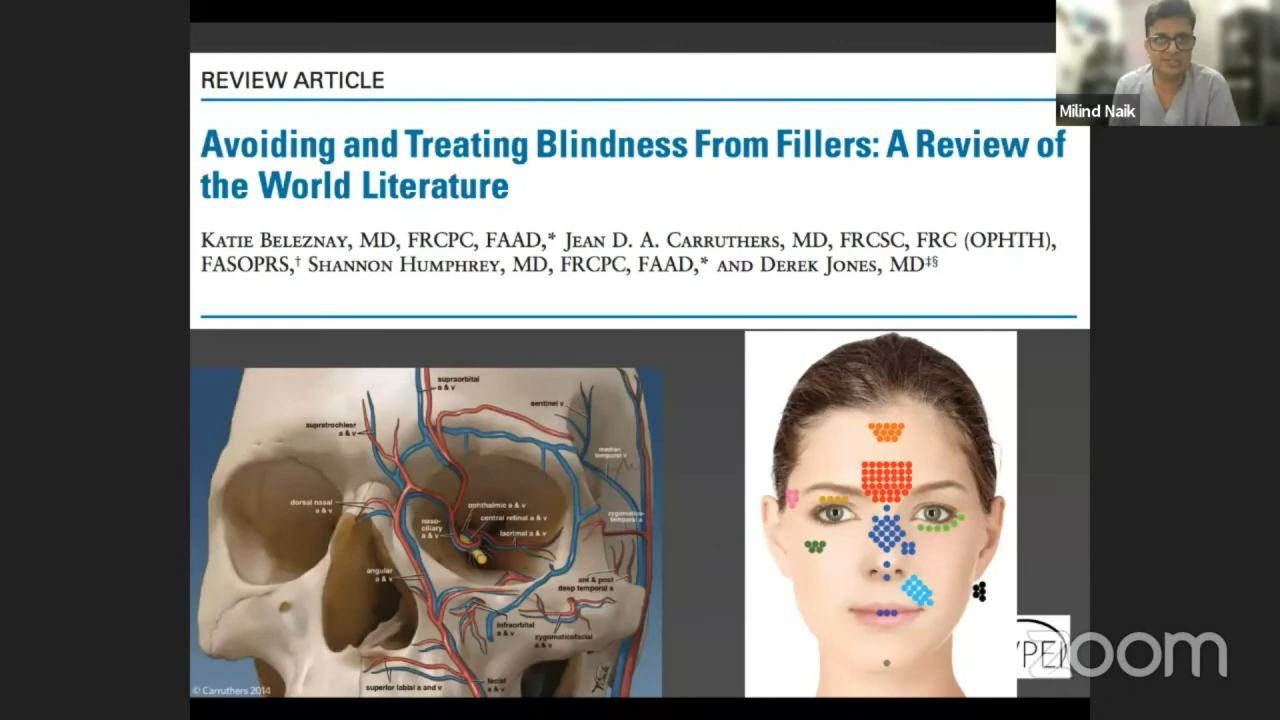 REVIEW ARTICLE
Milind Naik
Avoiding and Treating Blindness From Fillers: A Review of
the World Literature
KATIE BELEZNAY, MD, FRCPC, FAAD,* JEAN D. A. CARRUTHERS, MD, FRCSC, FRC (OPHTH),
FASOPRS,† SHANNON HUMPHREY, MD, FRCPC, FAAD,* AND DEREK JONES, MD‡§
supraorbital
a & v
sentinel v
supratrochlear
a & v
median
temporal v
dorsal nasal
a & v
ophthalmic a & v
central retinal a & v
naso-
ciliary
a & v
lacrimal a & v
zygomatico-
temporal a
angular
a & v
ant & post
deep temporal a
infraorbital
a & v
zygomaticofacial
a & v
facial
a & v
superior labial a and v
© Carruthers 2014
zoom